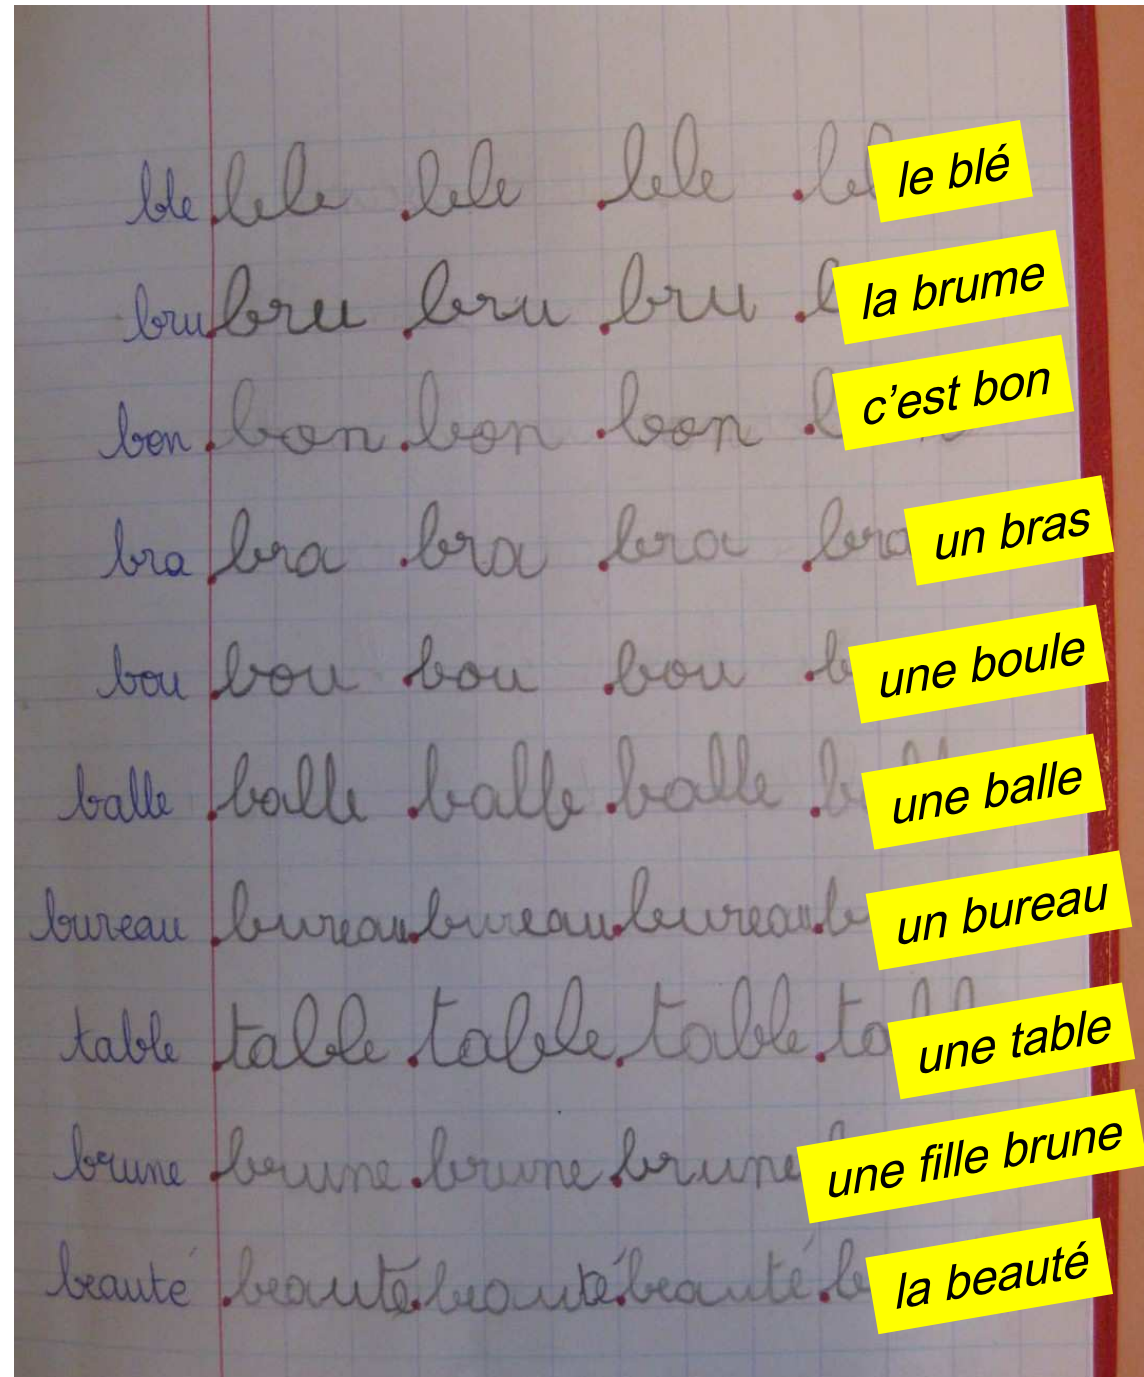 ble ble ble ble bl le blé
bru bru bru bru b la brume
bon bon bon bon b n c'est bon
bra bra bra bra bra un bras
bou bou bou bou b une boule
balle balle balle balle b une balle
bureau bureau bureau bureau b un bureau
table table table table ta une table
brune brune brune brune une fille brune
beauté beauté beauté beauté be la beauté